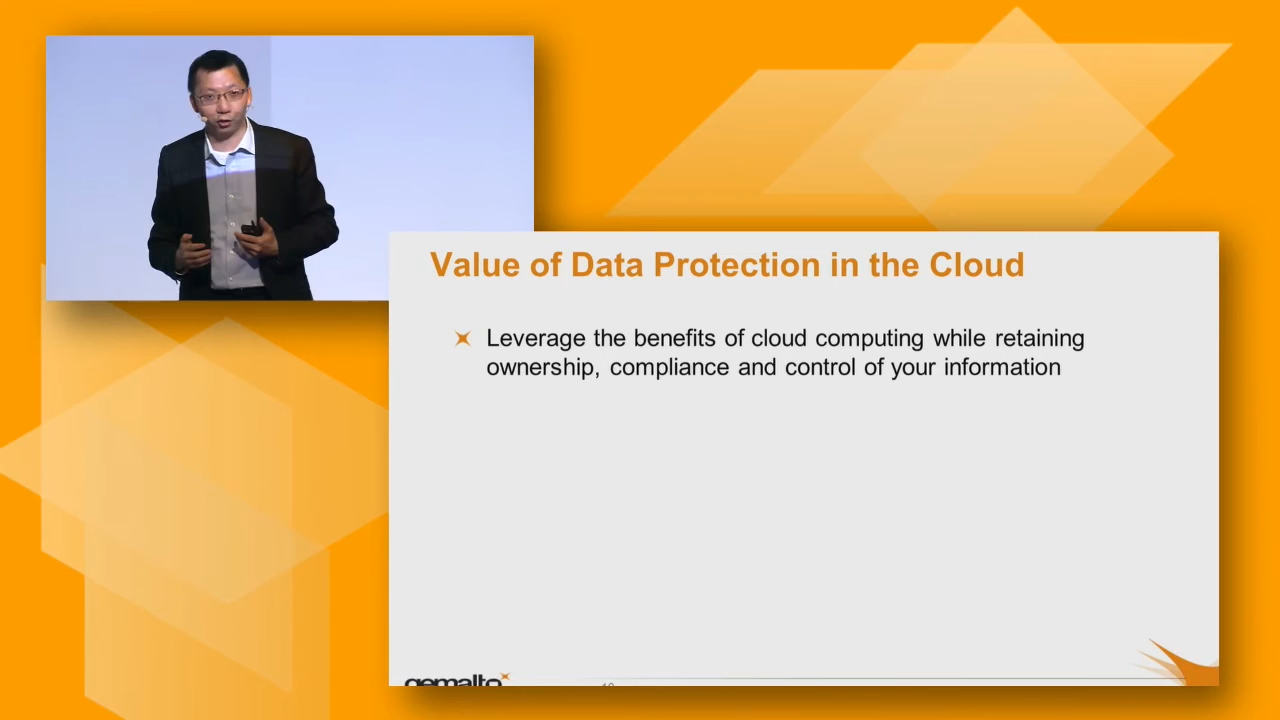 Value of Data Protection in the Cloud
Leverage the benefits of cloud computing while retaining
ownership, compliance and control of your information
gemalto